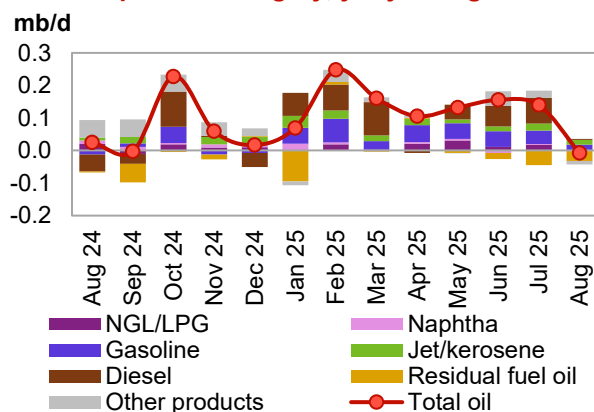 mb/d
0.3
0.2
0.1
0.0
-0.1
-0.2
Aug 24
Sep 24
Oct 24
Nov 24
Dec 24
Jan 25
Feb 25
Mar 25
Apr 25
May 25
Jun 25
Jul 25
Aug 25
NGL/LPG
Naphtha
Gasoline
Jet/kerosene
Diesel
Residual fuel oil
Other products
Total oil